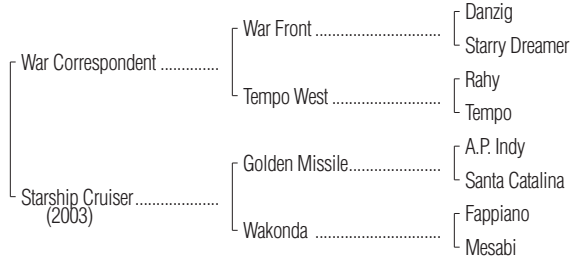 Danzig
War Front ..............................
Starry Dreamer
War Correspondent ..............
Rahy
Tempo West ..........................
Tempo
A.P. Indy
Golden Missile......................
Santa Catalina
Starship Cruiser....................
(2003)
Fappiano
Wakonda ..............................
Mesabi